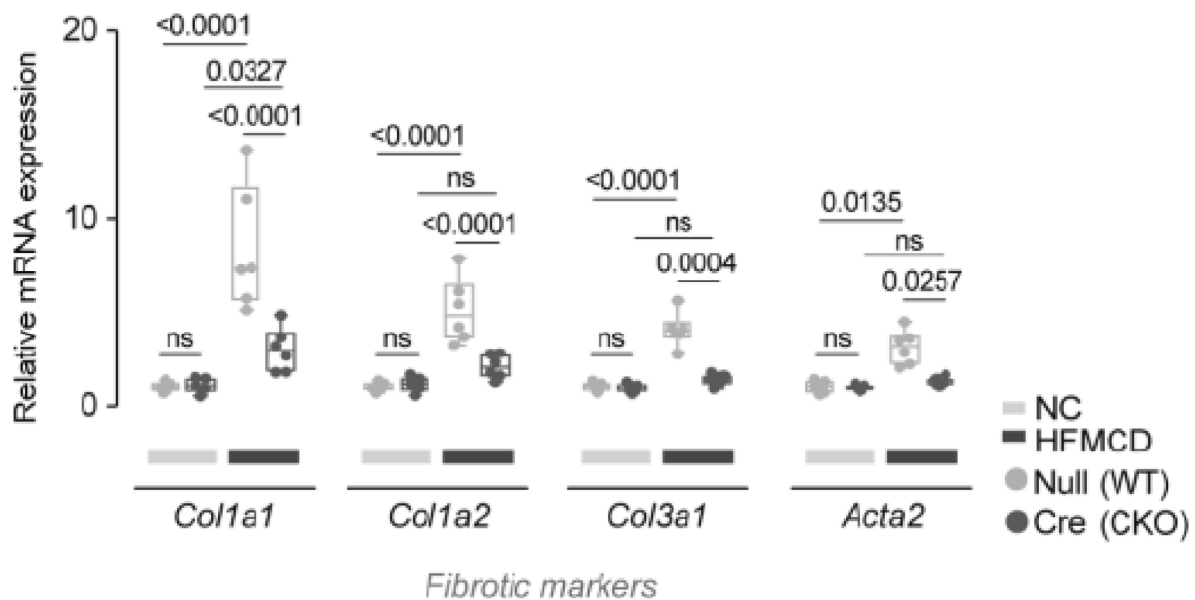 Relative mRNA expression
20
10
0
<0.0001
0.0327
<0.0001
ns
<0.0001
ns
<0.0001
ns
<0.0001
ns
0.0004
ns
0.0135
ns
0.0257
ns
Col1a1
Col1a2
Col3a1
Acta2
Fibrotic markers
NC
HFMCD
Null (WT)
Cre (CKO)